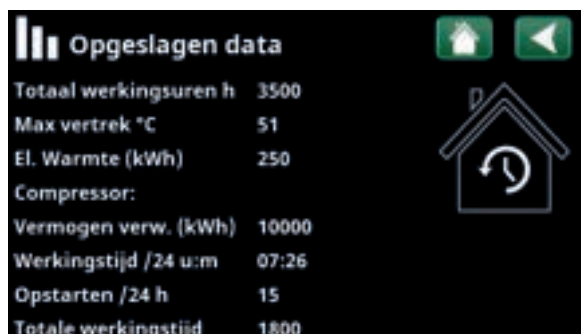 Opgeslagen data
Totaal werkingsuren h 3500
Max vertrek °C 51
El. Warmte (kWh) 250
Compressor:
Vermogen verw. (kWh) 10000
Werkingstijd /24 u:m 07:26
Opstarten /24 h 15
Totale werkingstijd 1800